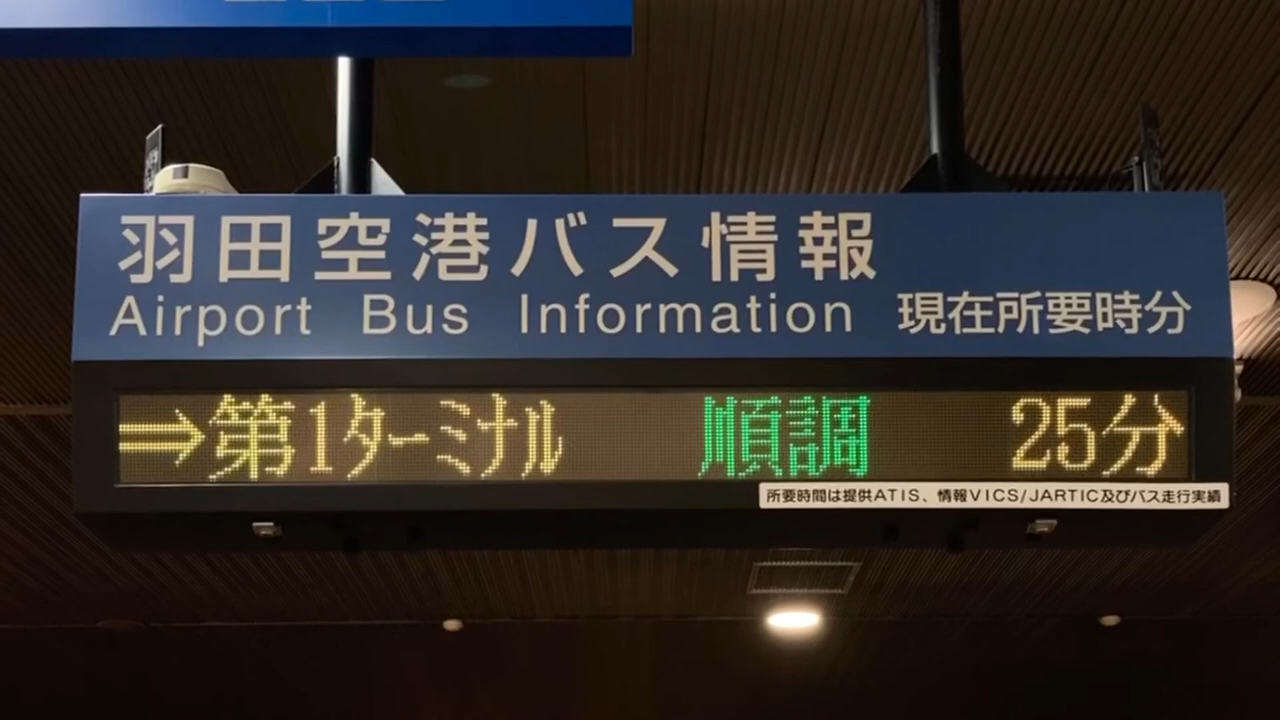 羽田空港バス情報
Airport Bus Information 現在所要時分
⇒第1ターミナル 順調 25分
所要時間は提供ATIS、情報VICS/JARTIC及びバス走行実績